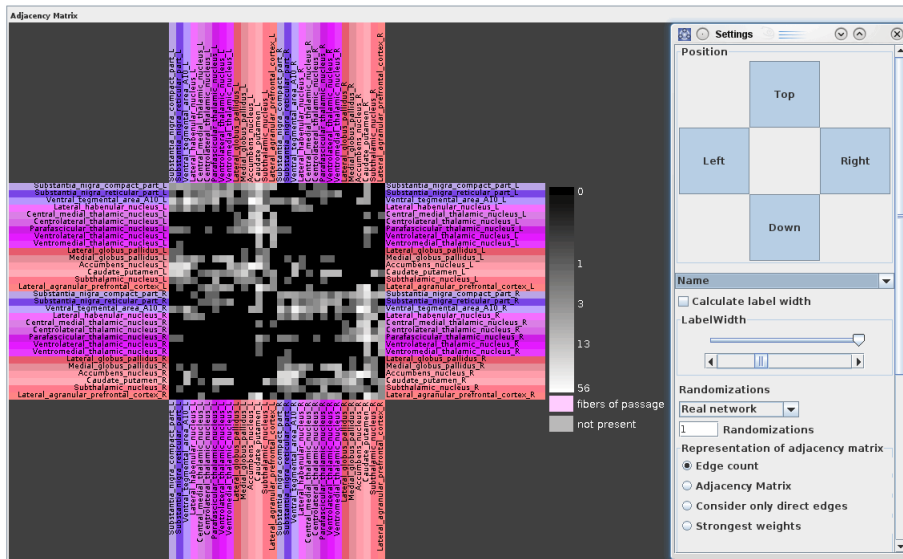 Adjacency Matrix
Substantia_nigra_compact_part_L
Substantia_nigra_reticular_part_L
Ventral_tegmental_area_A10_L
Lateral_habenular_nucleus_L
Central_medial_thalamic_nucleus_L
Centrolateral_thalamic_nucleus_L
Parafascicular_thalamic_nucleus_L
Ventrolateral_thalamic_nucleus_L
Ventromedial_thalamic_nucleus_L
Lateral_globus_pallidus_L
Medial_globus_pallidus_L
Accumbens_nucleus_L
Caudate_putamen_L
Subthalamic_nucleus_L
Lateral_agranular_prefrontal_cortex_L
Substantia_nigra_compact_part_R
Substantia_nigra_reticular_part_R
Ventral_tegmental_area_A10_R
Lateral_habenular_nucleus_R
Central_medial_thalamic_nucleus_R
Centrolateral_thalamic_nucleus_R
Parafascicular_thalamic_nucleus_R
Ventrolateral_thalamic_nucleus_R
Ventromedial_thalamic_nucleus_R
Lateral_globus_pallidus_R
Medial_globus_pallidus_R
Accumbens_nucleus_R
Caudate_putamen_R
Subthalamic_nucleus_R
Lateral_agranular_prefrontal_cortex_R
0
1
3
13
56
fibers of passage
not present
Settings
Position
Top
Left
Right
Down
Name
Calculate label width
LabelWidth
Randomizations
Real network
1 Randomizations
Representation of adjacency matrix
Edge count
Adjacency Matrix
Consider only direct edges
Strongest weights